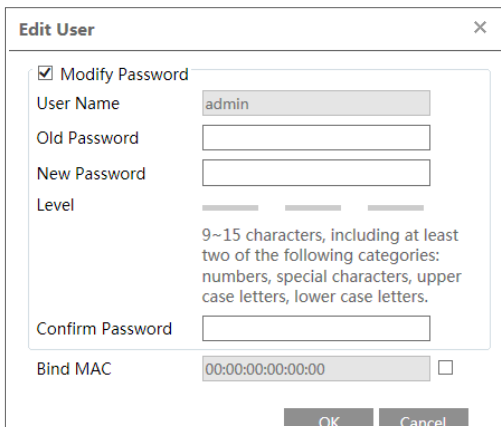 Edit User
Modify Password
User Name admin
Old Password
New Password
Level
9~15 characters, including at least
two of the following categories:
numbers, special characters, upper
case letters, lower case letters.
Confirm Password
Bind MAC 00:00:00:00:00:00
OK Cancel